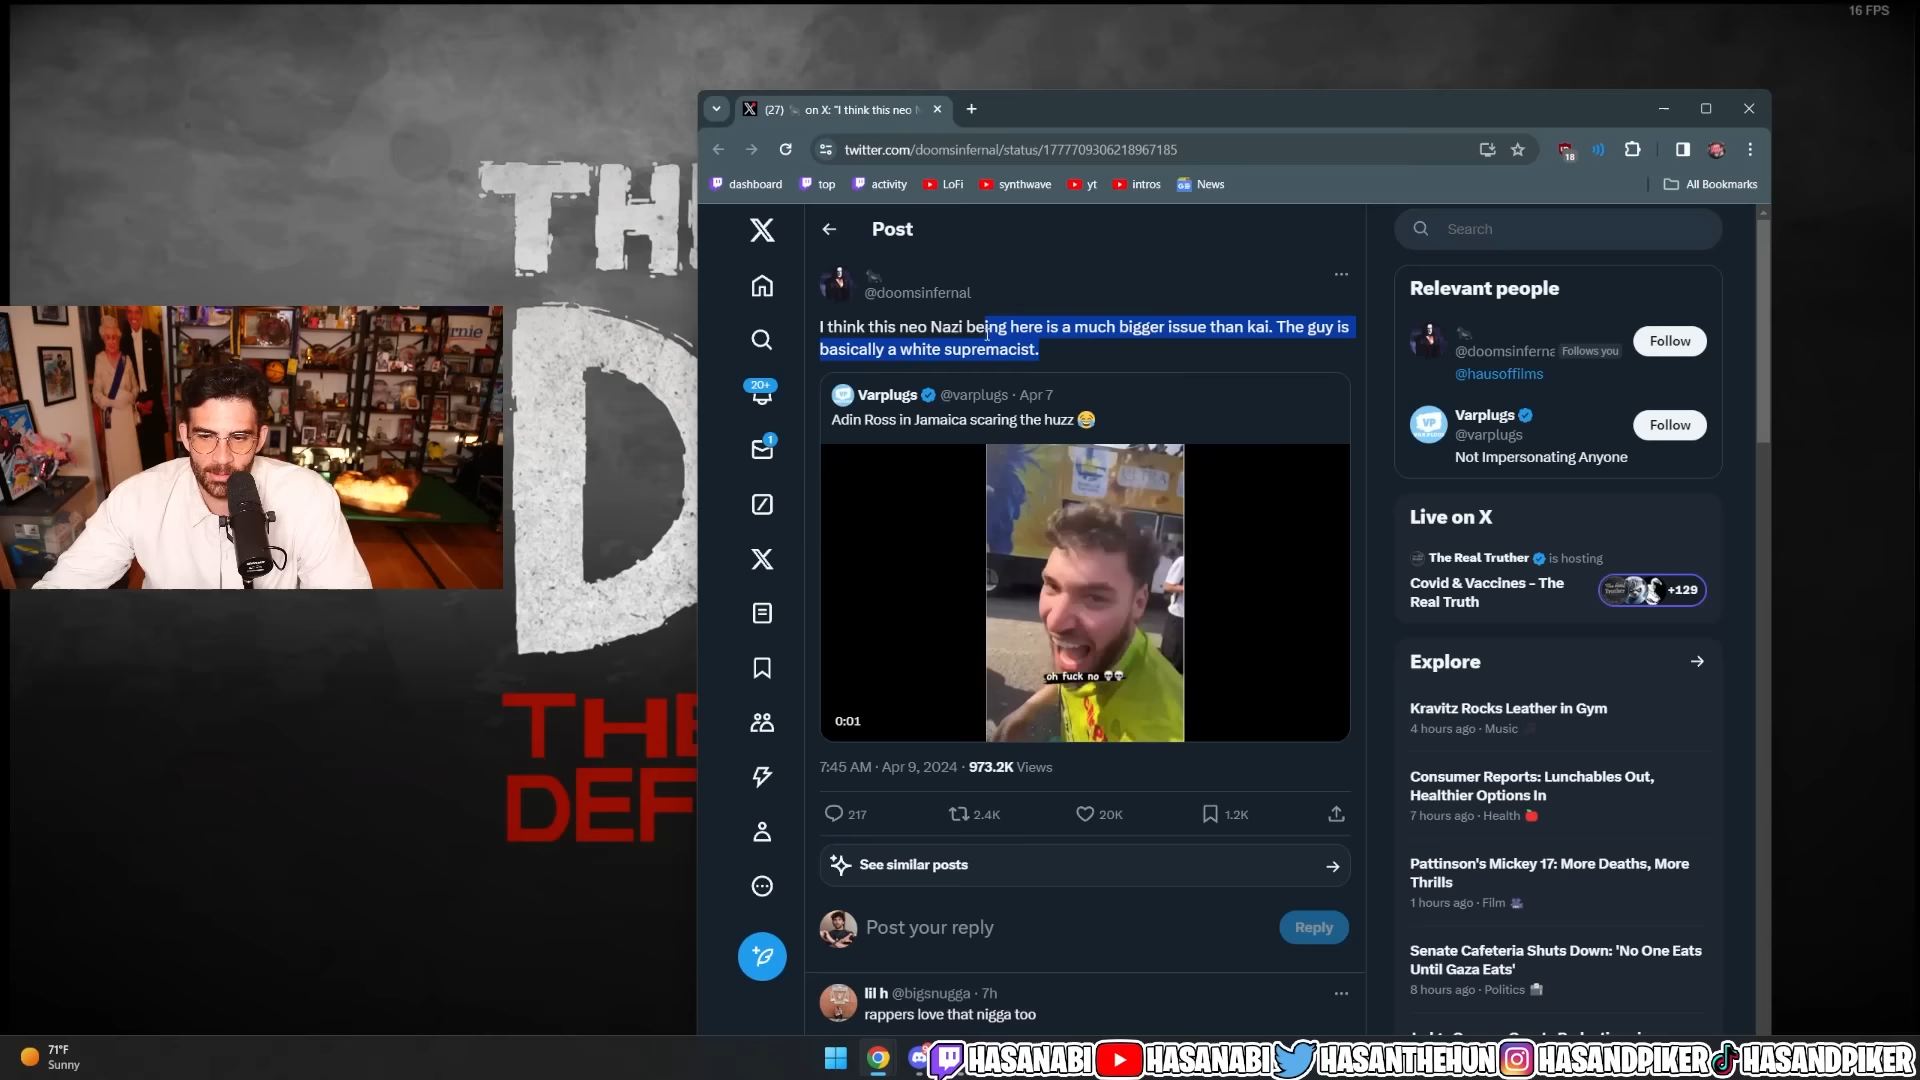 16 FPS
(27) on X: "I think this neo N
twitter.com/doomsinfernal/status/1777709306218967185
18
dashboard
top
activity
LoFi
synthwave
yt
intros
News
All Bookmarks
TH
D
THE
DEF
20+
1
Post
@doomsinfernal
I think this neo Nazi being here is a much bigger issue than kai. The guy is
basically a white supremacist.
Varplugs @varplugs · Apr 7
Adin Ross in Jamaica scaring the huzz 😂
oh fuck no 💀💀
0:01
7:45 AM · Apr 9, 2024 · 973.2K Views
217
2.4K
20K
1.2K
See similar posts
Post your reply
Reply
lil h @bigsnugga · 7h
rappers love that nigga too
Search
Relevant people
@doomsinferna Follows you
@hausoffilms
Follow
Varplugs
@varplugs
Not Impersonating Anyone
Follow
Live on X
The Real Truther is hosting
Covid & Vaccines – The
Real Truth
+129
Explore
Kravitz Rocks Leather in Gym
4 hours ago · Music
Consumer Reports: Lunchables Out,
Healthier Options In
7 hours ago · Health
Pattinson's Mickey 17: More Deaths, More
Thrills
1 hours ago · Film
Senate Cafeteria Shuts Down: 'No One Eats
Until Gaza Eats'
8 hours ago · Politics
71°F
Sunny
HASANABI HASANABI HASANTHEHUN HASANDPIKER HASANDPIKER